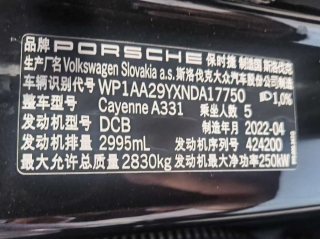 品牌 PORSCHE 保时捷 制造国 斯洛伐克
生产厂名 Volkswagen Slovakia a.s. 斯洛伐克大众汽车股份公司制造
车辆识别代号 WP1AA29YXNDA17750 1,0%
整车型号 Cayenne A331 乘坐人数 5
发动机型号 DCB 制造年月 2022-04
发动机排量 2995mL 发动机序列号 424200
最大允许总质量 2830kg 发动机最大净功率 250kW